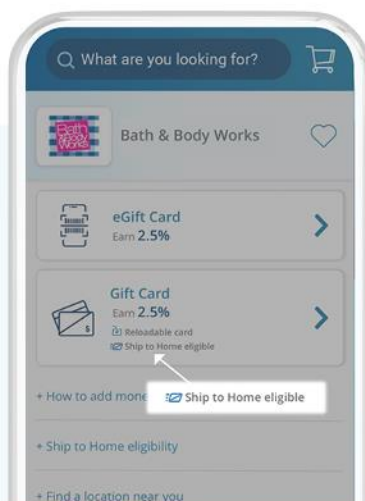 What are you looking for?
Bath & Body Works
Bath & Body Works
eGift Card
Earn 2.5%
Gift Card
Earn 2.5%
Reloadable card
Ship to Home eligible
+ How to add mone
Ship to Home eligible
+ Ship to Home eligibility
+ Find a location near you